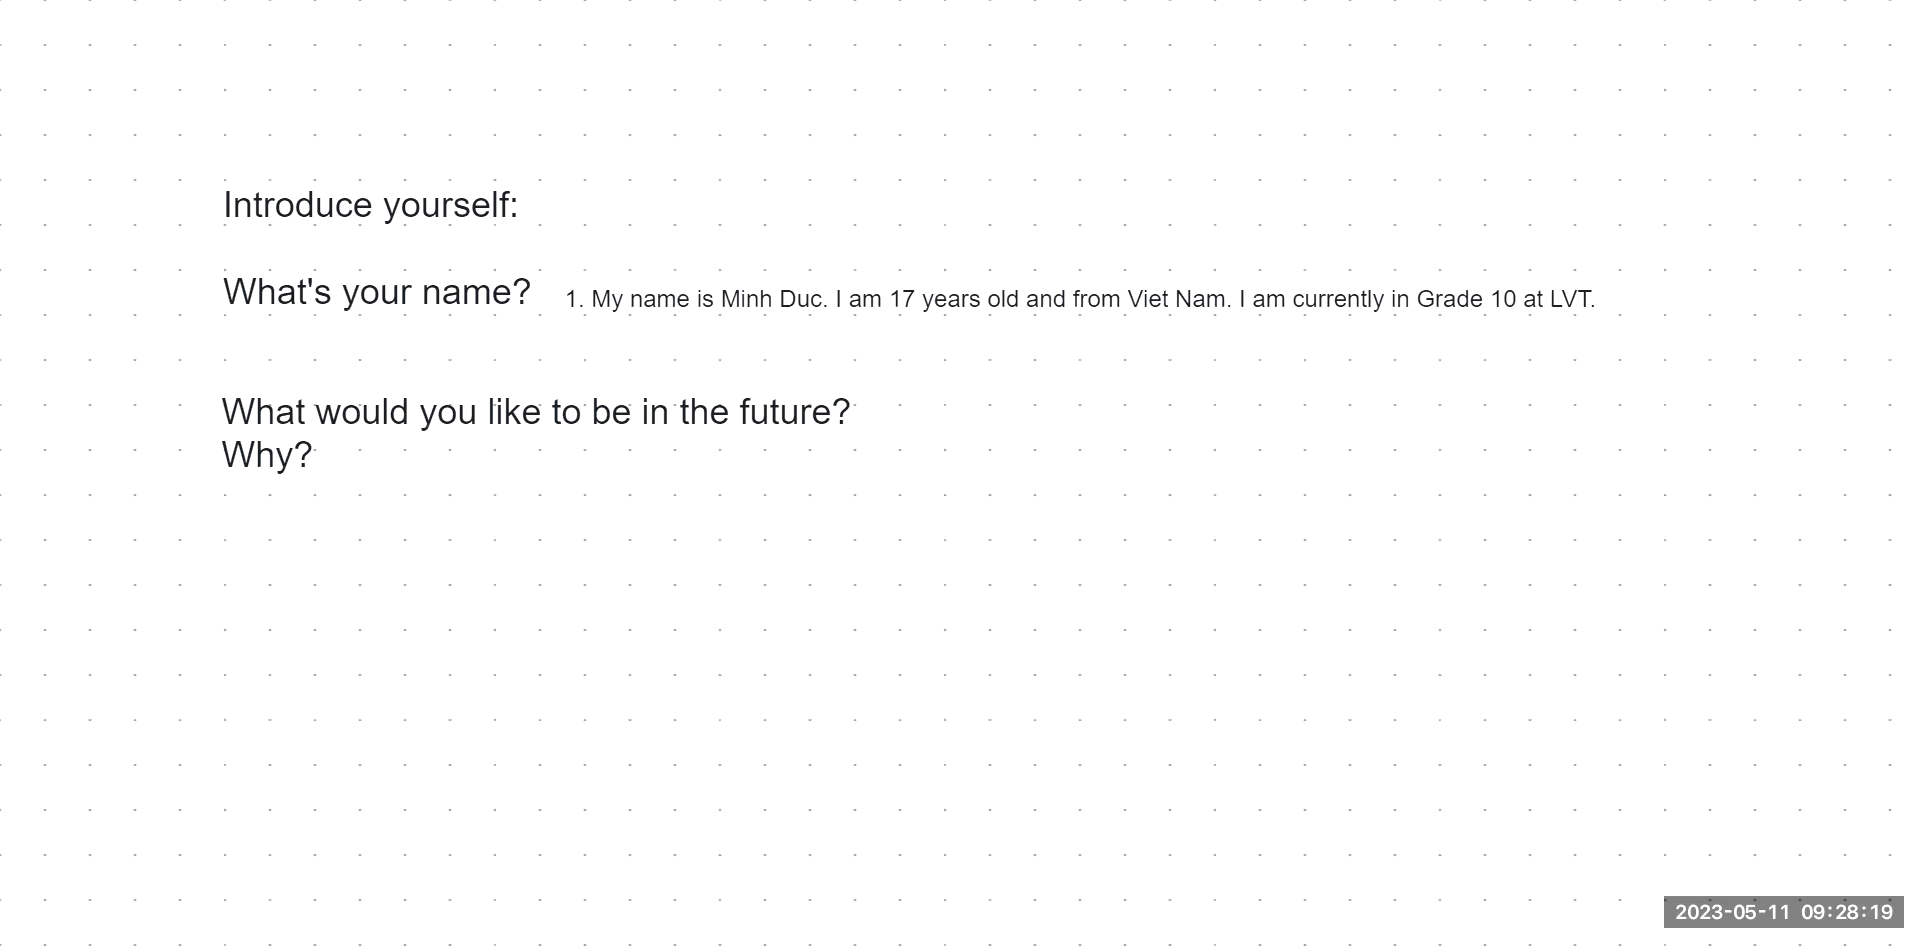 Introduce yourself:
What's your name?
1. My name is Minh Duc. I am 17 years old and from Viet Nam. I am currently in Grade 10 at LVT.
What would you like to be in the future?
Why?
2023-05-11 09:28:19